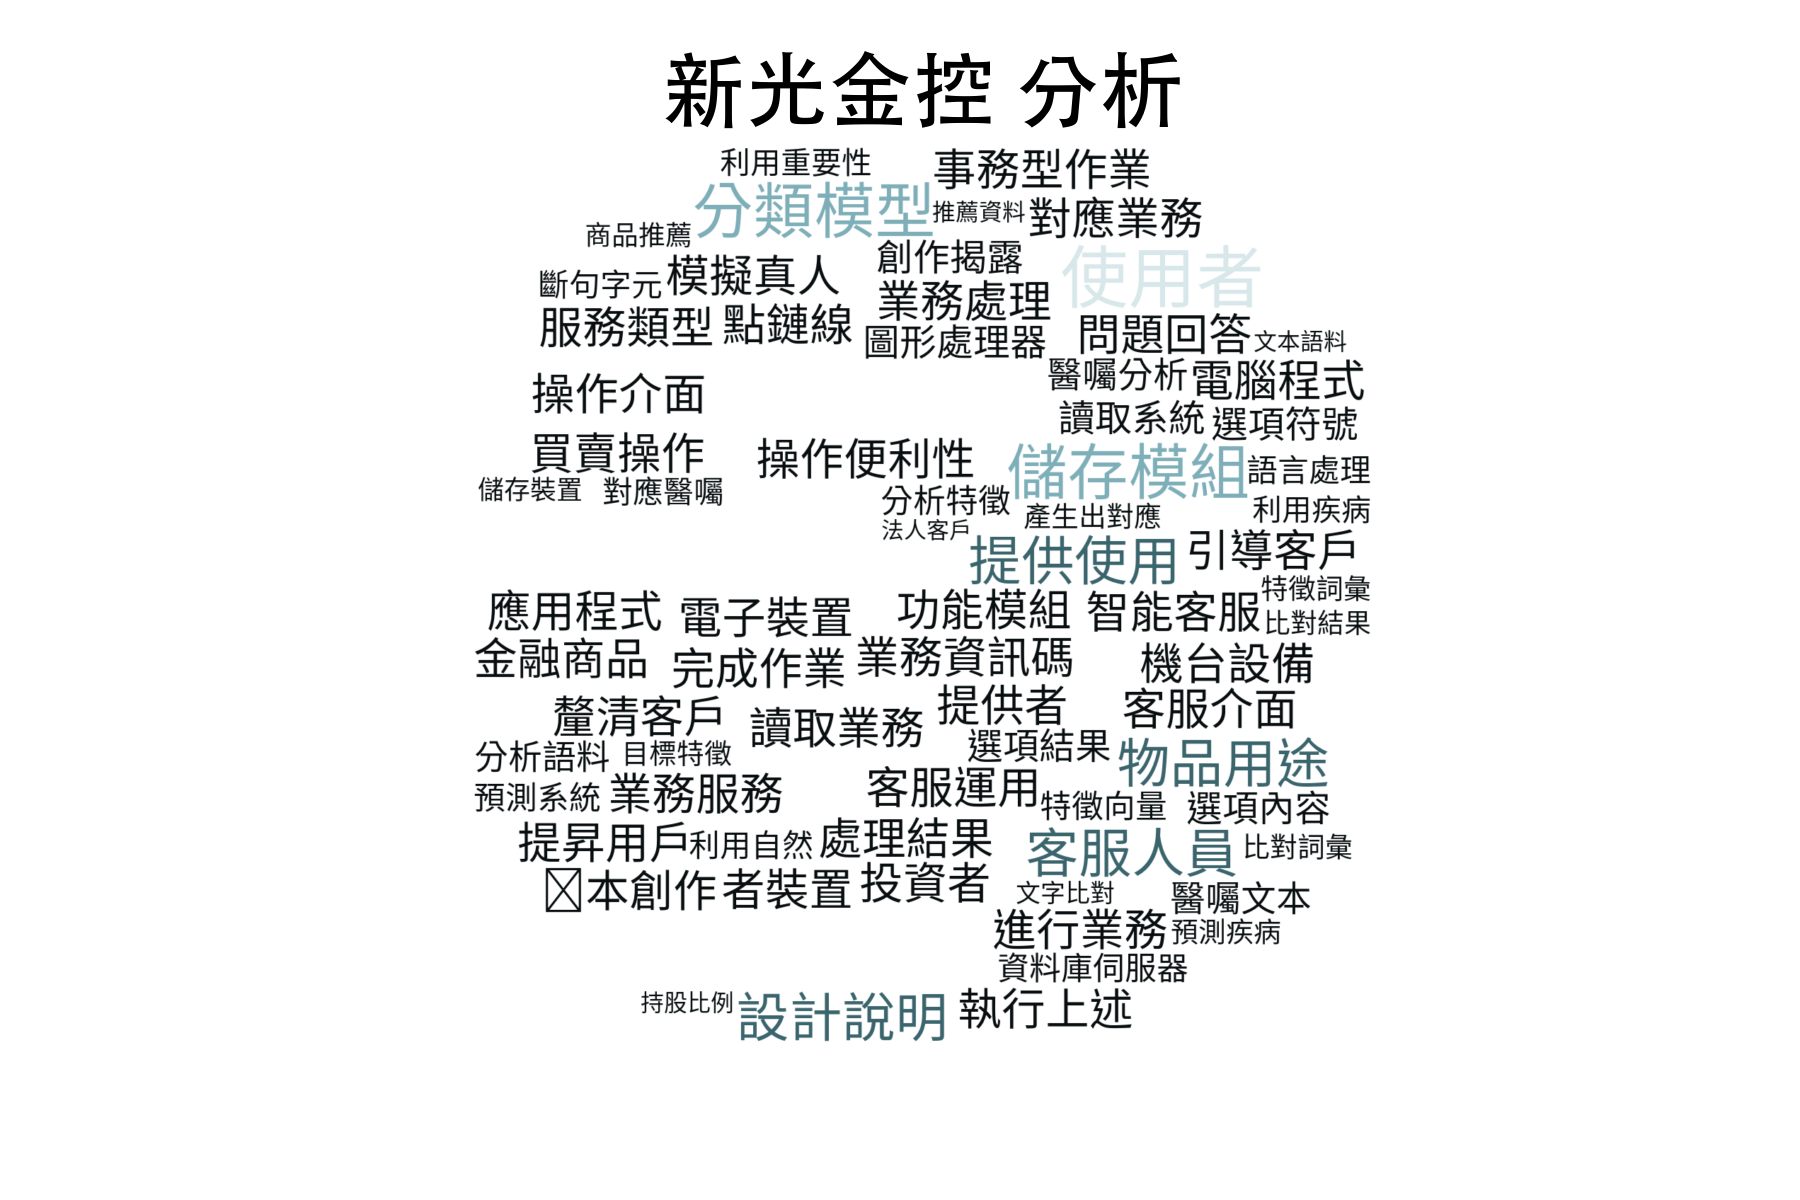 新光金控 分析
利用重要性 事務型作業
分類模型 推薦資料 對應業務
商品推薦
創作揭露 使用者
斷句字元 模擬真人
業務處理
服務類型 點鏈線
圖形處理器 問題回答 文本語料
醫囑分析 電腦程式
操作介面
讀取系統 選項符號
買賣操作 操作便利性 儲存模組 語言處理
儲存裝置 對應醫囑
分析特徵 產生出對應 利用疾病
法人客戶
提供使用 引導客戶
特徵詞彙
應用程式 電子裝置 功能模組 智能客服 比對結果
金融商品 完成作業 業務資訊碼 機台設備
釐清客戶 讀取業務 提供者 客服介面
選項結果
分析語料 目標特徵 物品用途
預測系統 業務服務 客服運用 特徵向量 選項內容
提昇用戶 利用自然 處理結果 客服人員 比對詞彙
本創作 者裝置 投資者
文字比對 醫囑文本
進行業務 預測疾病
資料庫伺服器
持股比例 設計說明 執行上述